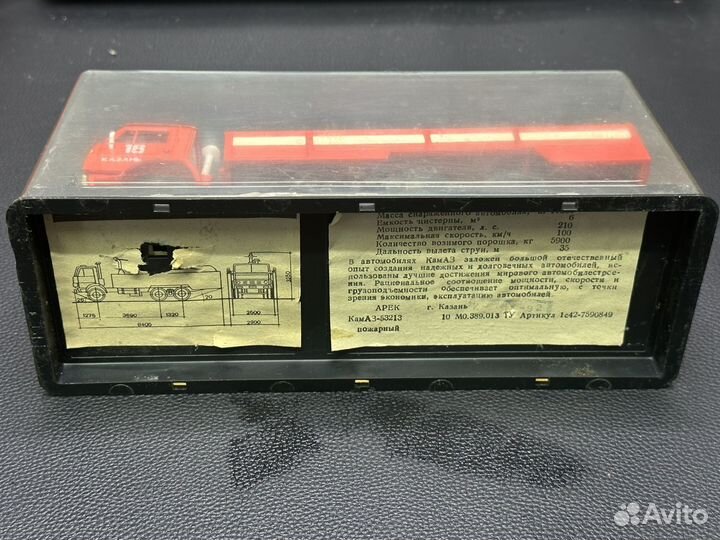 18
КАЗАНЬ
Масса снаряженного автомобиля,
Емкость цистерны, м³ 6
Мощность двигателя, л. с. 210
Максимальная скорость, км/ч 100
Количество возимого порошка, кг 5900
Дальность вылета струи, м 35
В автомобилях КамАЗ заложен большой отечественный
опыт создания надежных и долговечных автомобилей, ис-
пользованы лучшие достижения мирового автомобилестрое-
ния. Рациональное соотношение мощности, скорости и
грузоподъемности обеспечивает оптимальную, с точки
зрения экономики, эксплуатацию автомобилей.
АРЕК г. Казань
КамАЗ-53213 10 М0.389.013 ТУ Артикул 1с42-7590849
пожарный
1275 3690 1320
8400
2500
2900
Avito